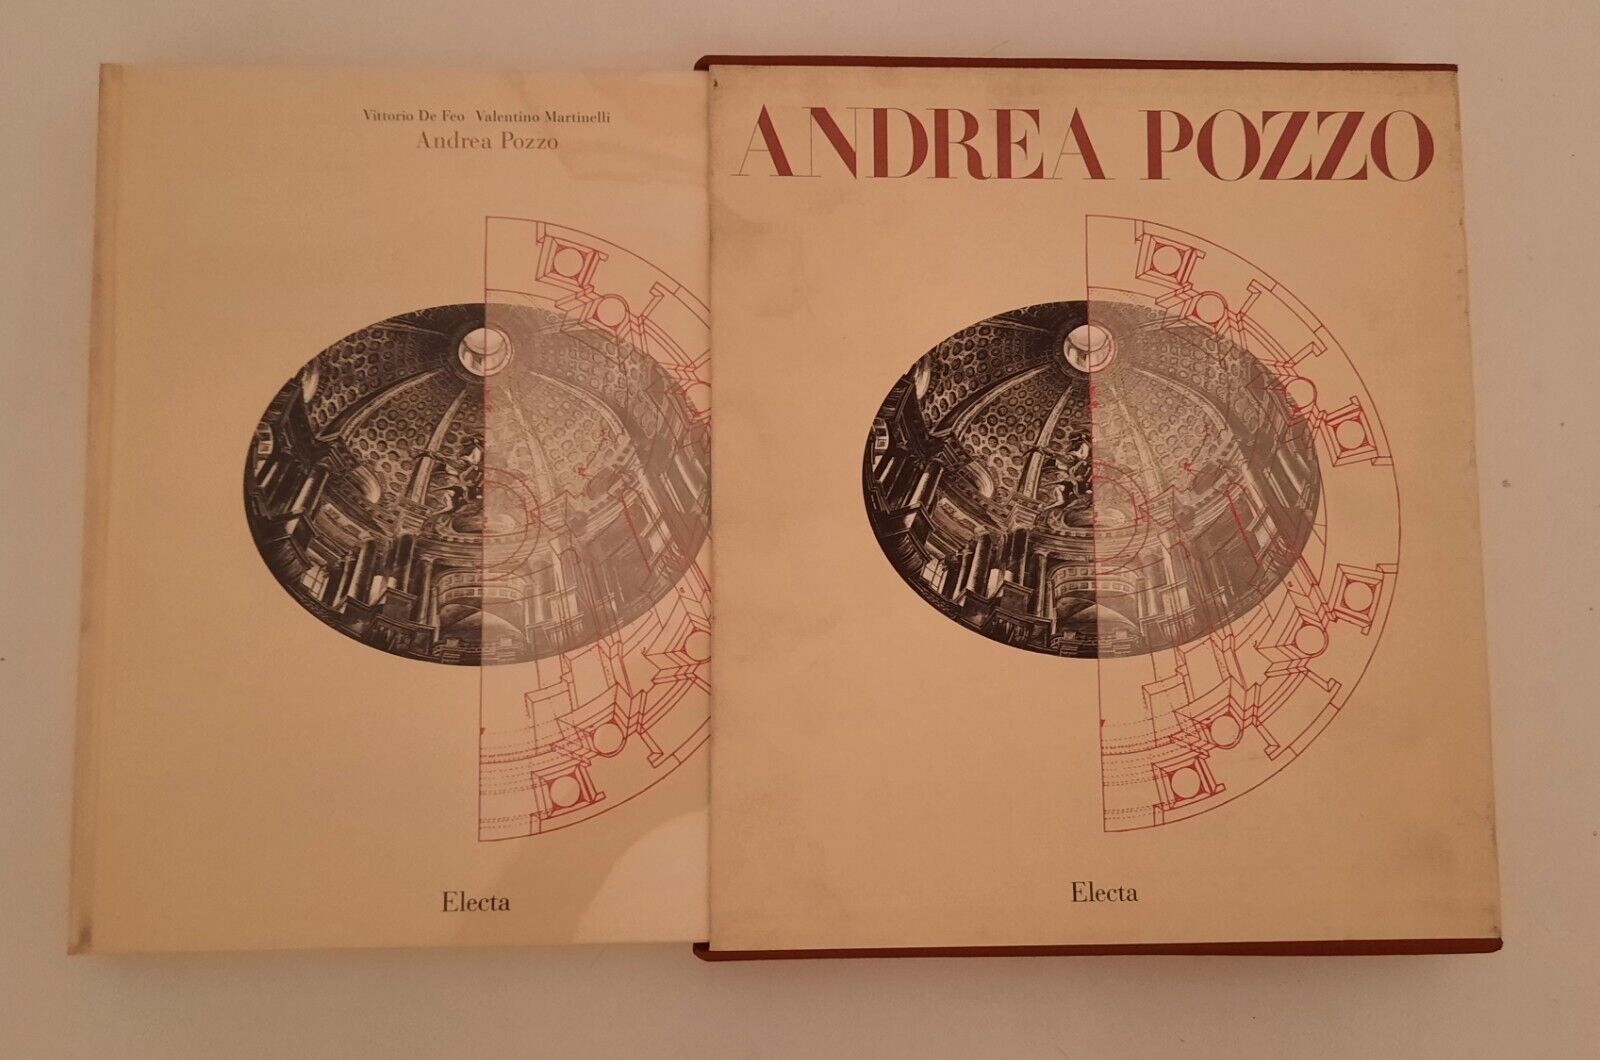 Vittorio De Feo Valentino Martinelli
Andrea Pozzo
Electa
ANDREA POZZO
Electa